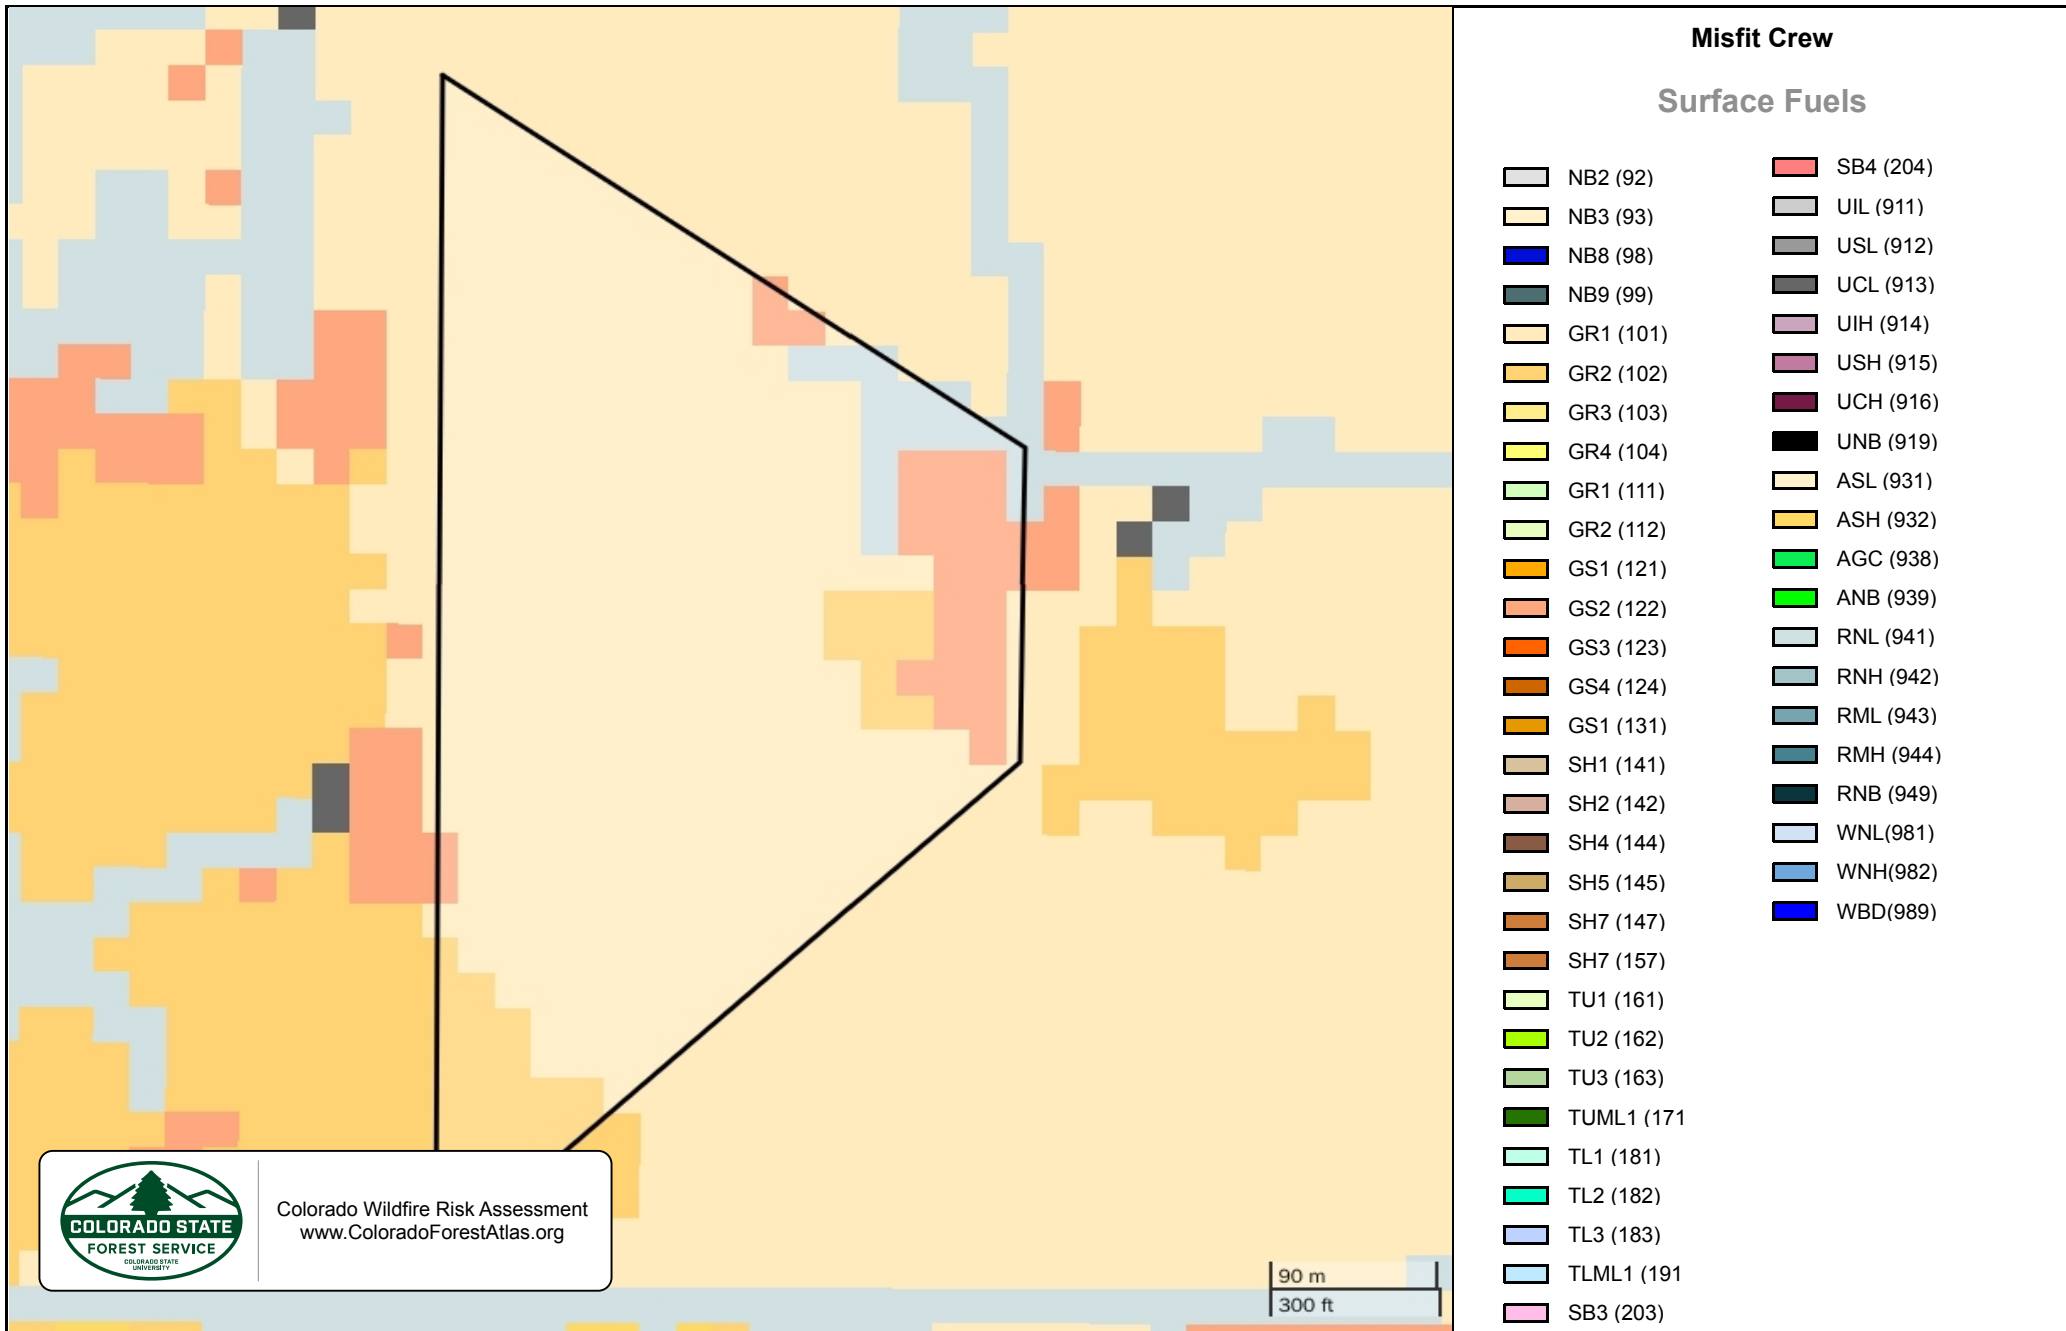 Misfit Crew
Surface Fuels
NB2 (92)
NB3 (93)
NB8 (98)
NB9 (99)
GR1 (101)
GR2 (102)
GR3 (103)
GR4 (104)
GR1 (111)
GR2 (112)
GS1 (121)
GS2 (122)
GS3 (123)
GS4 (124)
GS1 (131)
SH1 (141)
SH2 (142)
SH4 (144)
SH5 (145)
SH7 (147)
SH7 (157)
TU1 (161)
TU2 (162)
TU3 (163)
TUML1 (171
TL1 (181)
TL2 (182)
TL3 (183)
TLML1 (191
SB3 (203)
SB4 (204)
UIL (911)
USL (912)
UCL (913)
UIH (914)
USH (915)
UCH (916)
UNB (919)
ASL (931)
ASH (932)
AGC (938)
ANB (939)
RNL (941)
RNH (942)
RML (943)
RMH (944)
RNB (949)
WNL(981)
WNH(982)
WBD(989)
COLORADO STATE
FOREST SERVICE
COLORADO STATE
UNIVERSITY
Colorado Wildfire Risk Assessment
www.ColoradoForestAtlas.org
90 m
300 ft